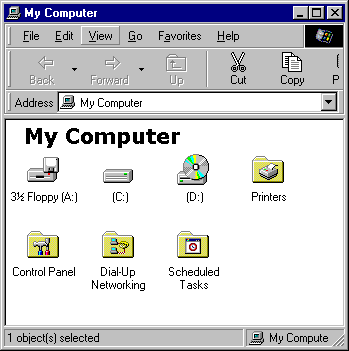 My Computer
File Edit View Go Favorites Help
Back Forward Up Cut Copy P
Address My Computer
My Computer
3½ Floppy (A:) (C:) (D:) Printers
Control Panel Dial-Up Networking Scheduled Tasks
1 object(s) selected My Compute